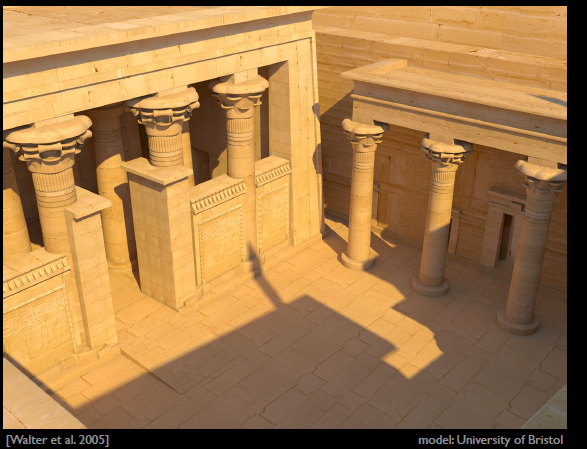 [Walter et al. 2005]
model: University of Bristol